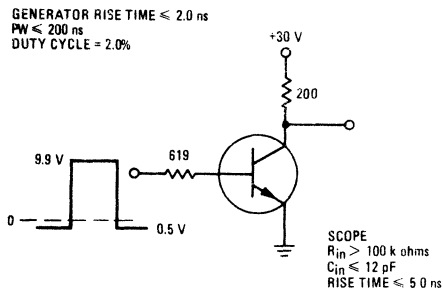 GENERATOR RISE TIME ≤ 2.0 ns
PW ≤ 200 ns
DUTY CYCLE = 2.0%
+30 V
200
619
9.9 V
0
0.5 V
SCOPE
Rin > 100 k ohms
Cin ≤ 12 pF
RISE TIME ≤ 5 0 ns